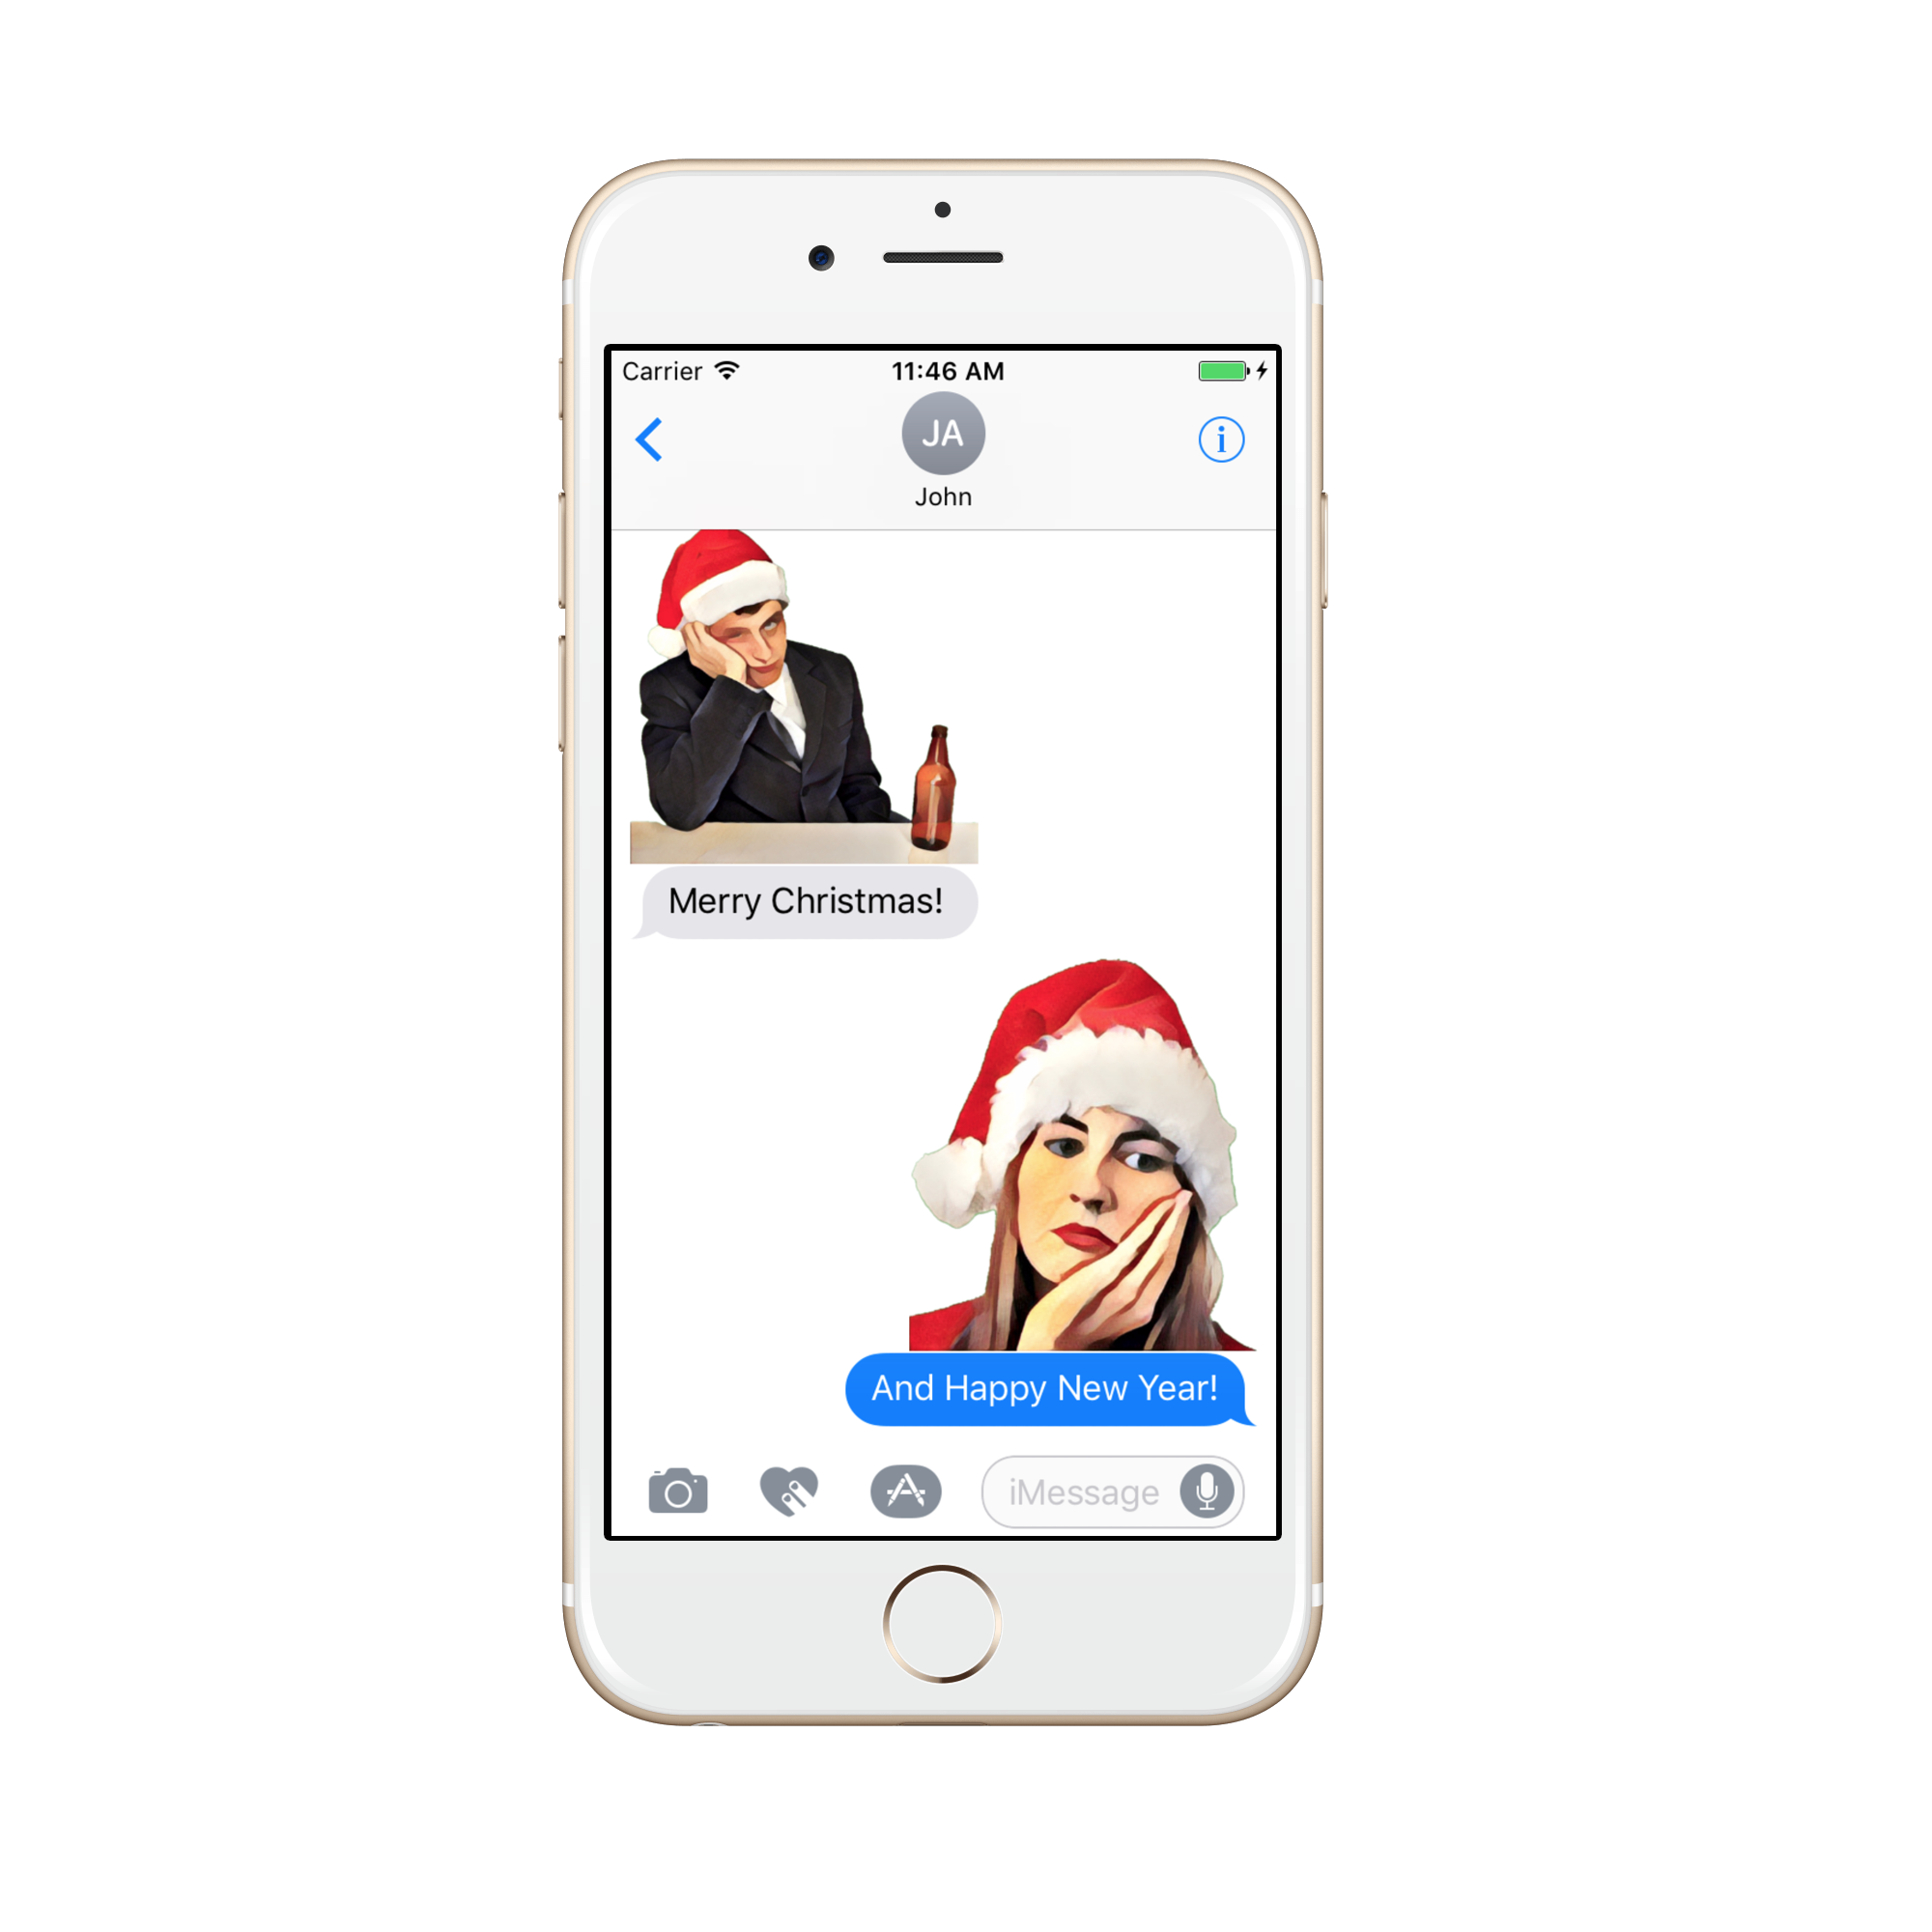 Carrier 11:46 AM
JA
John
Merry Christmas!
And Happy New Year!
iMessage